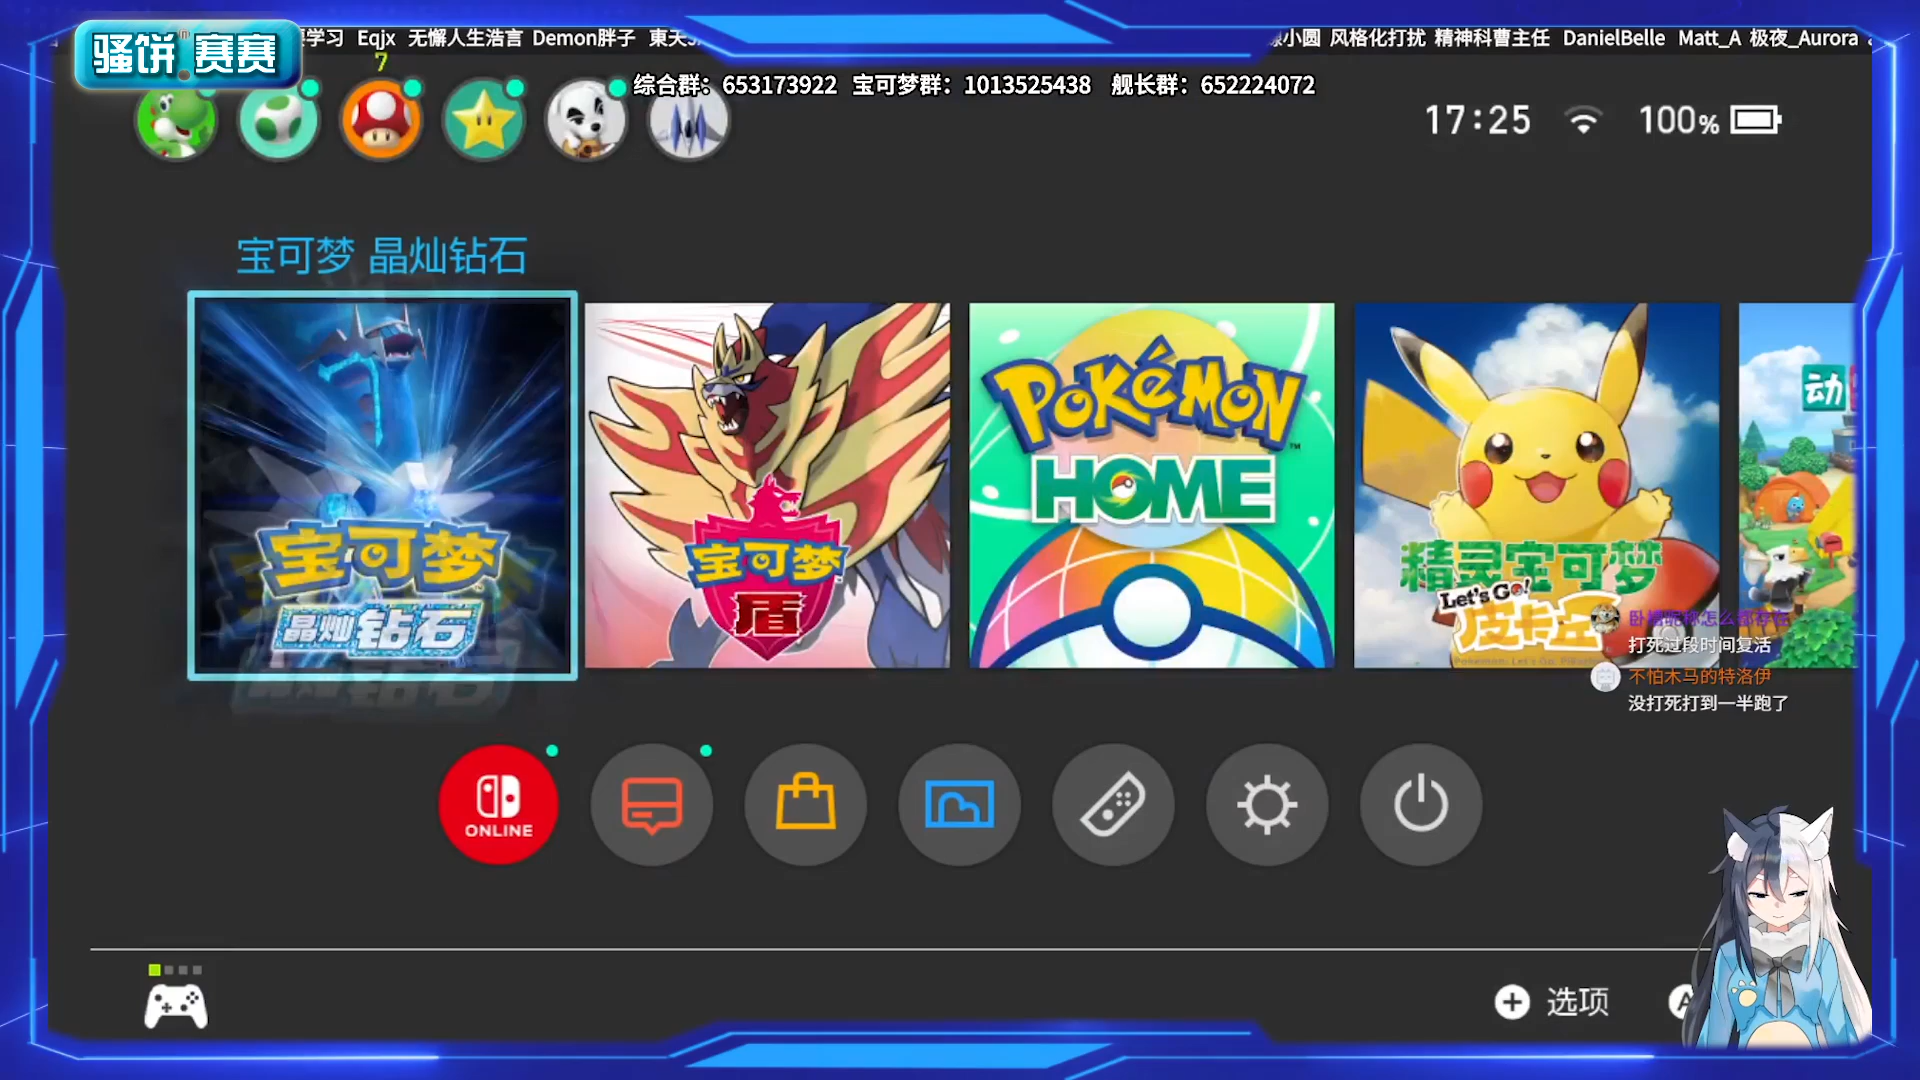 骚饼 赛赛
学习 Eqjx 无懈人生浩言 Demon胖子 東天
小圆 风格化打扰 精神科曹主任 DanielBelle Matt_A 极夜_Aurora
7
综合群：653173922 宝可梦群：1013525438 舰长群：652224072
17:25
100%
宝可梦 晶灿钻石
宝可梦
晶灿钻石
宝可梦
盾
POKÉMON
HOME
精灵宝可梦
Let's Go!
皮卡丘
动
打死过段时间复活
不怕木马的特洛伊
没打死打到一半跑了
ONLINE
选项
A